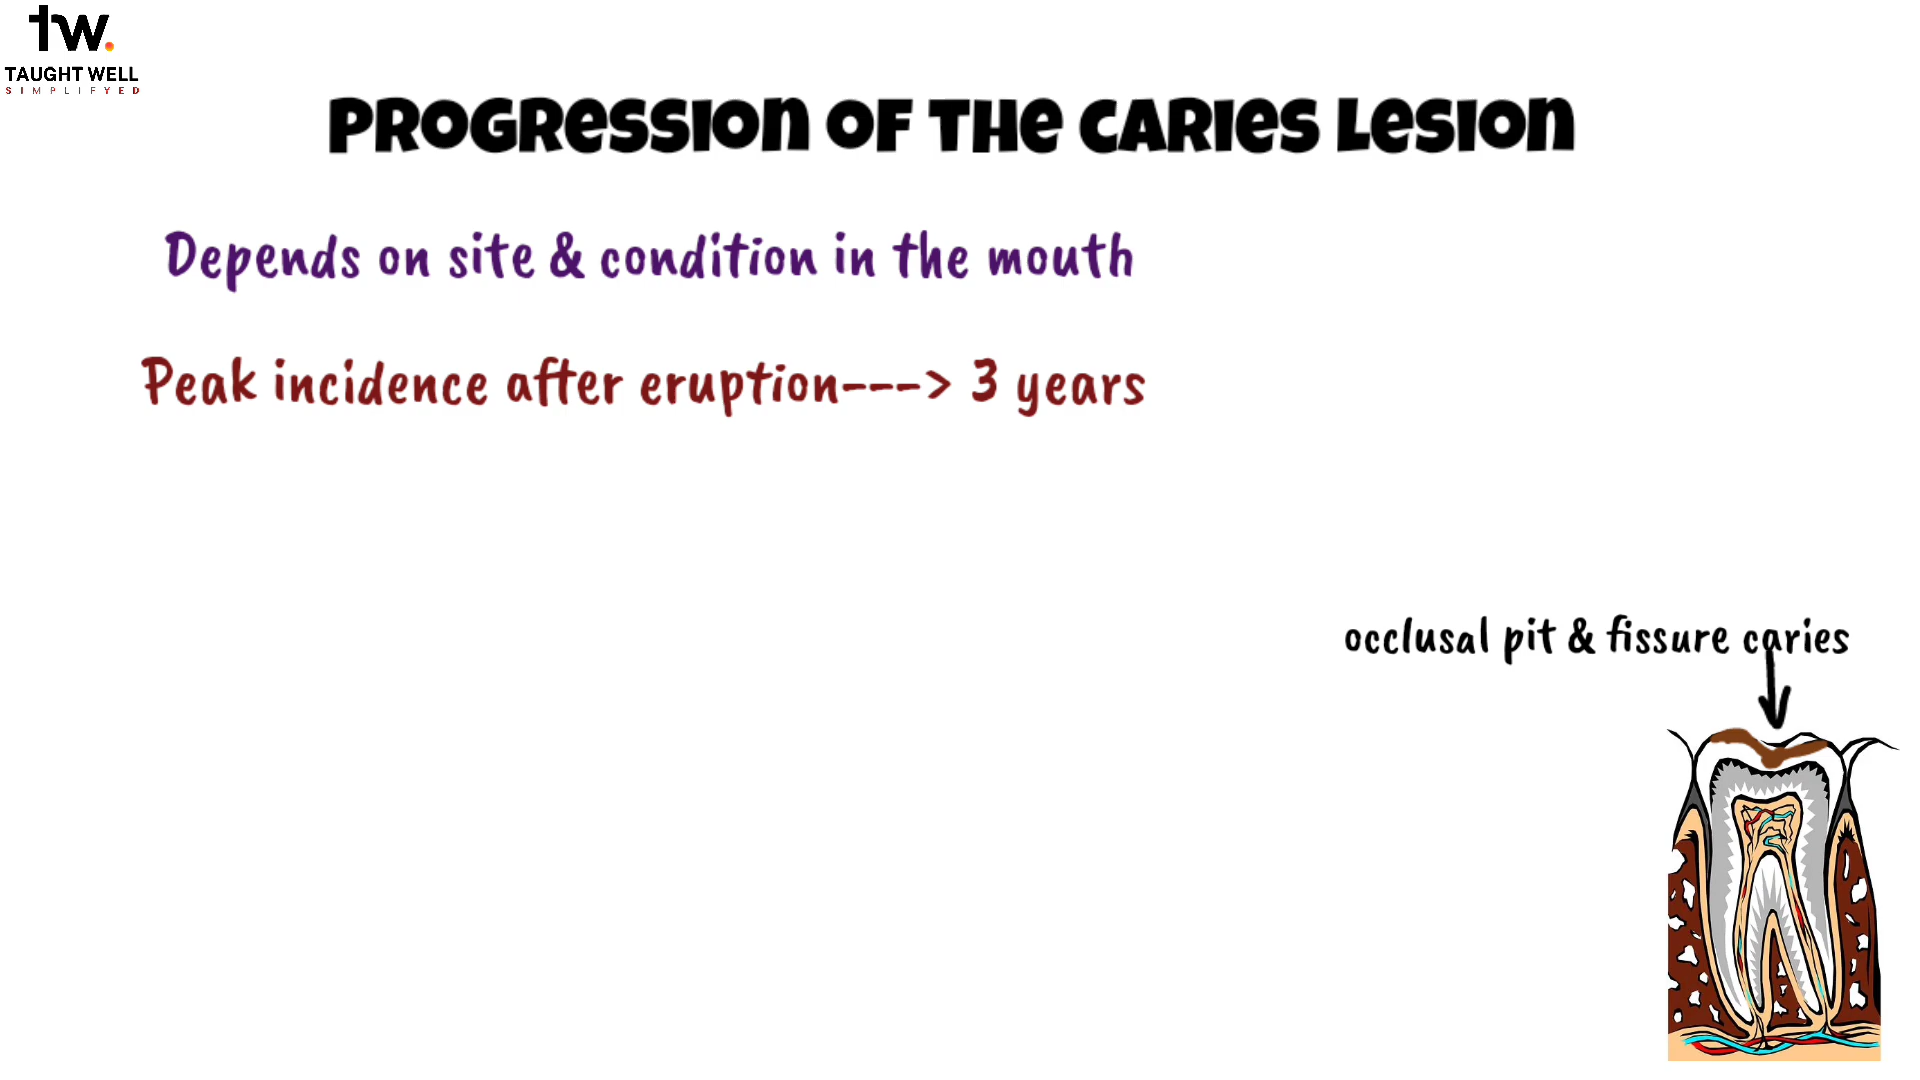 tw.
TAUGHT WELL
SIMPLIFYED
PROGRESSION OF THE CARIES LESION
Depends on site & condition in the mouth
Peak incidence after eruption---> 3 years
occlusal pit & fissure caries